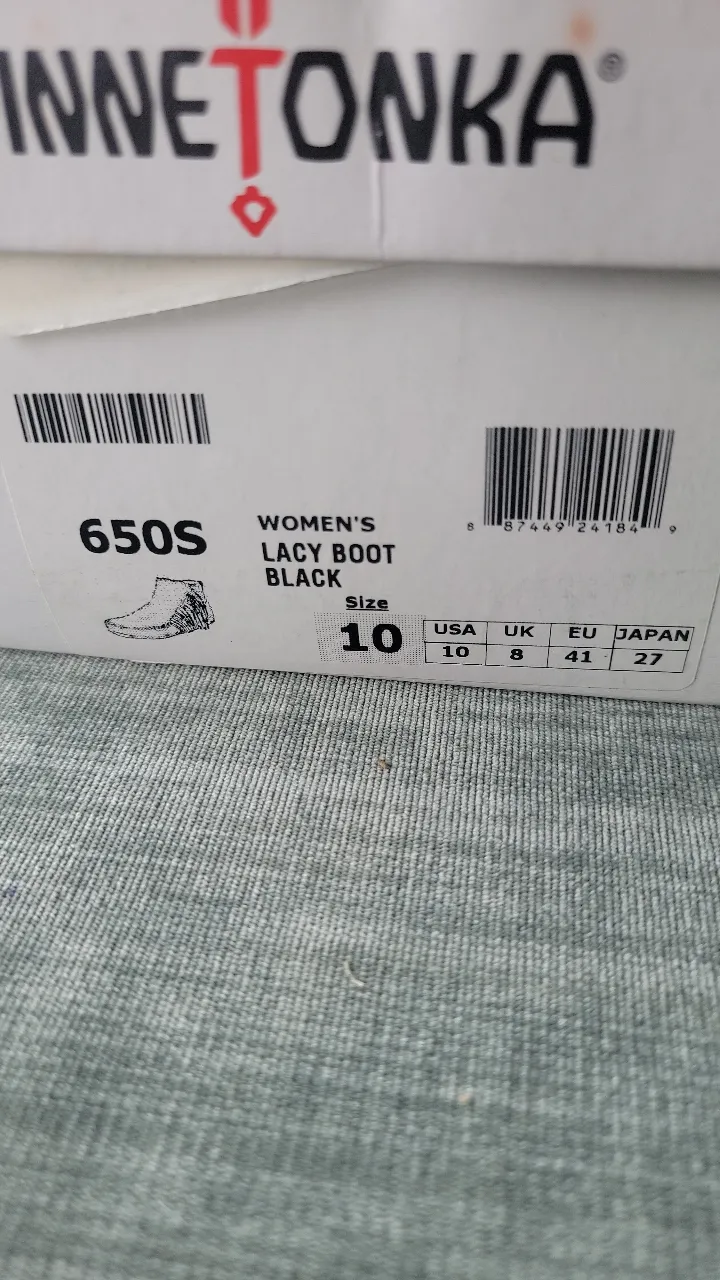 INNETONKA®
8 87449 24184 9
650S
WOMEN'S
LACY BOOT
BLACK
Size
10
USA UK EU JAPAN
10 8 41 27